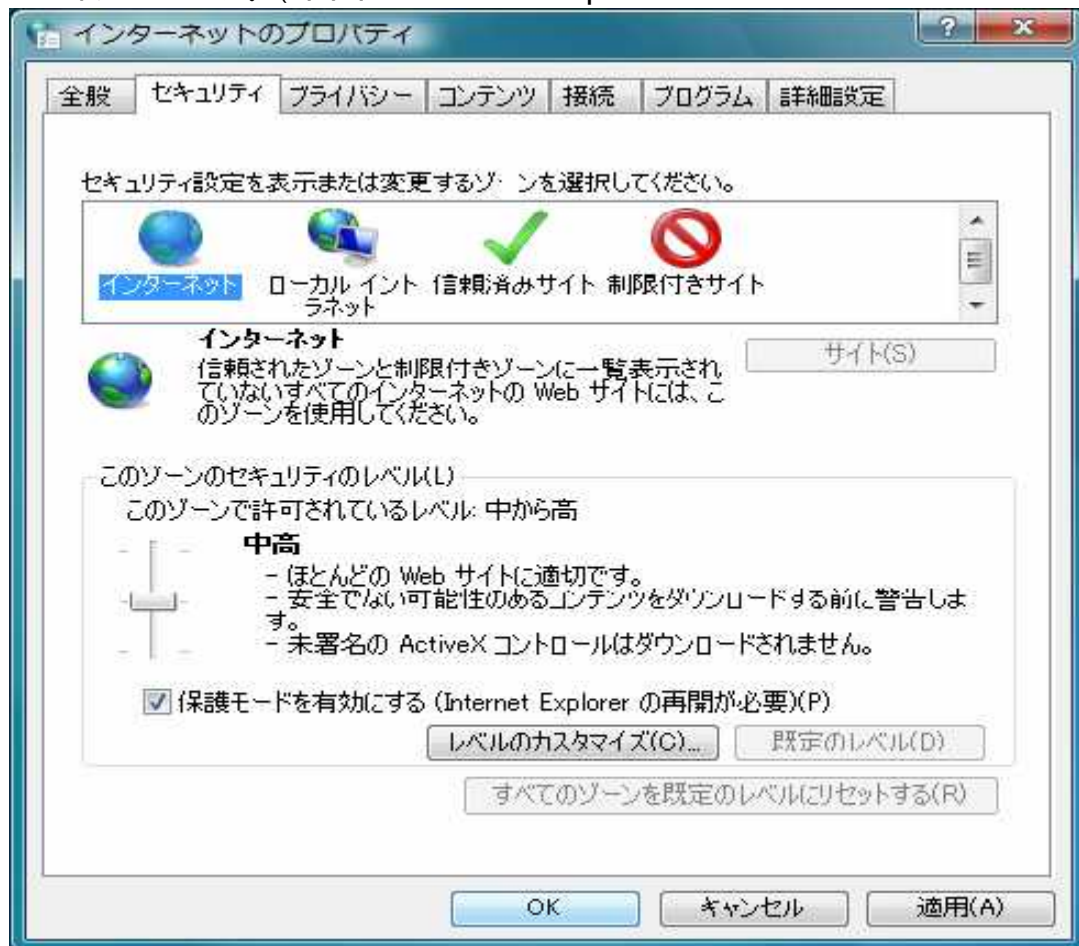 インターネットのプロパティ
全般 セキュリティ プライバシー コンテンツ 接続 プログラム 詳細設定
セキュリティ設定を表示または変更するゾーンを選択してください。
インターネット ローカル イント 信頼済みサイト 制限付きサイト
ラネット
インターネット
サイト(S)
信頼されたゾーンと制限付きゾーンに一覧表示され
ていないすべてのインターネットの Web サイトには、こ
のゾーンを使用してください。
このゾーンのセキュリティのレベル(L)
このゾーンで許可されているレベル: 中から高
中高
- ほとんどの Web サイトに適切です。
- 安全でない可能性のあるコンテンツをダウンロードする前に警告しま
す。
- 未署名の ActiveX コントロールはダウンロードされません。
保護モードを有効にする (Internet Explorer の再開が必要)(P)
レベルのカスタマイズ(C)... 既定のレベル(D)
すべてのゾーンを既定のレベルにリセットする(R)
OK キャンセル 適用(A)